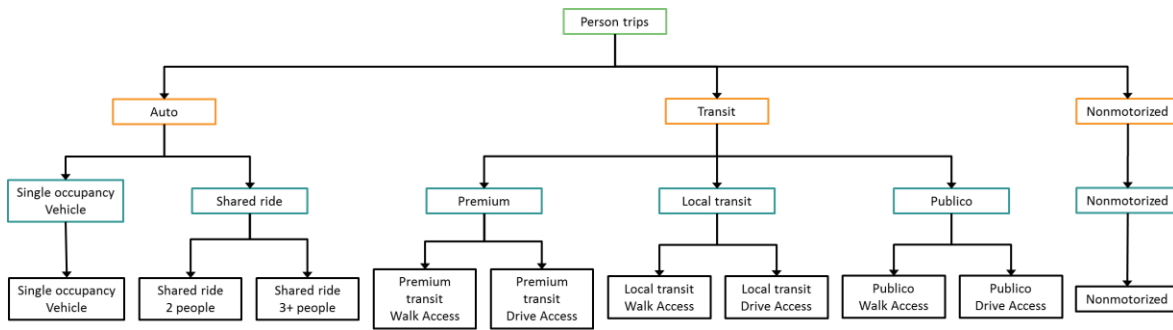 Person trips
Auto
Transit
Nonmotorized
Single occupancy
Vehicle
Shared ride
Premium
Local transit
Publico
Nonmotorized
Single occupancy
Vehicle
Shared ride
2 people
Shared ride
3+ people
Premium
transit
Walk Access
Premium
transit
Drive Access
Local transit
Walk Access
Local transit
Drive Access
Publico
Walk Access
Publico
Drive Access
Nonmotorized